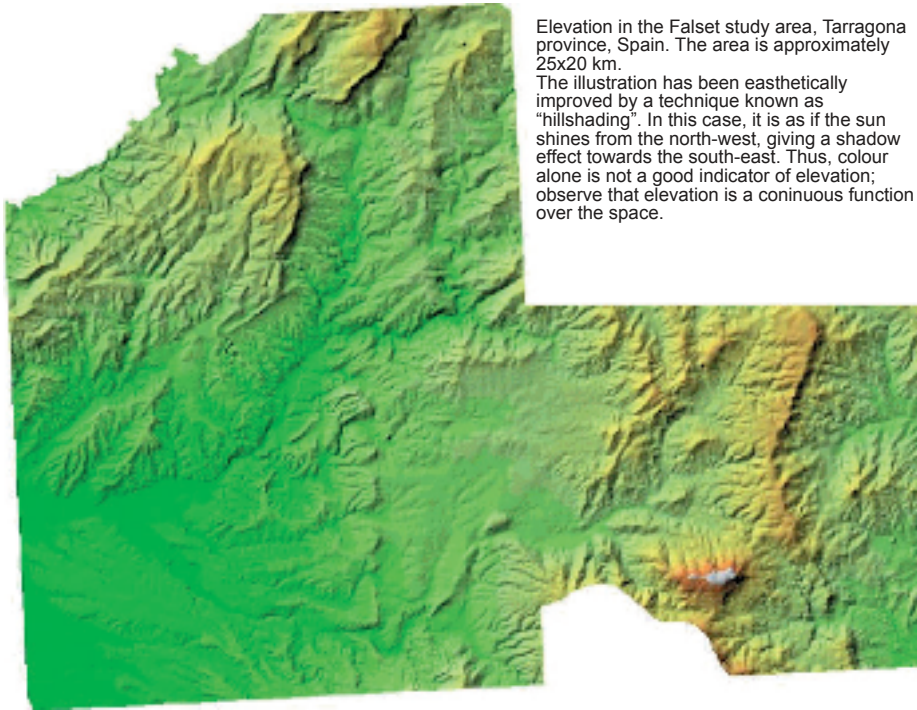 Elevation in the Falset study area, Tarragona
province, Spain. The area is approximately
25x20 km.
The illustration has been easthetically
improved by a technique known as
“hillshading”. In this case, it is as if the sun
shines from the north-west, giving a shadow
effect towards the south-east. Thus, colour
alone is not a good indicator of elevation;
observe that elevation is a coninuous function
over the space.